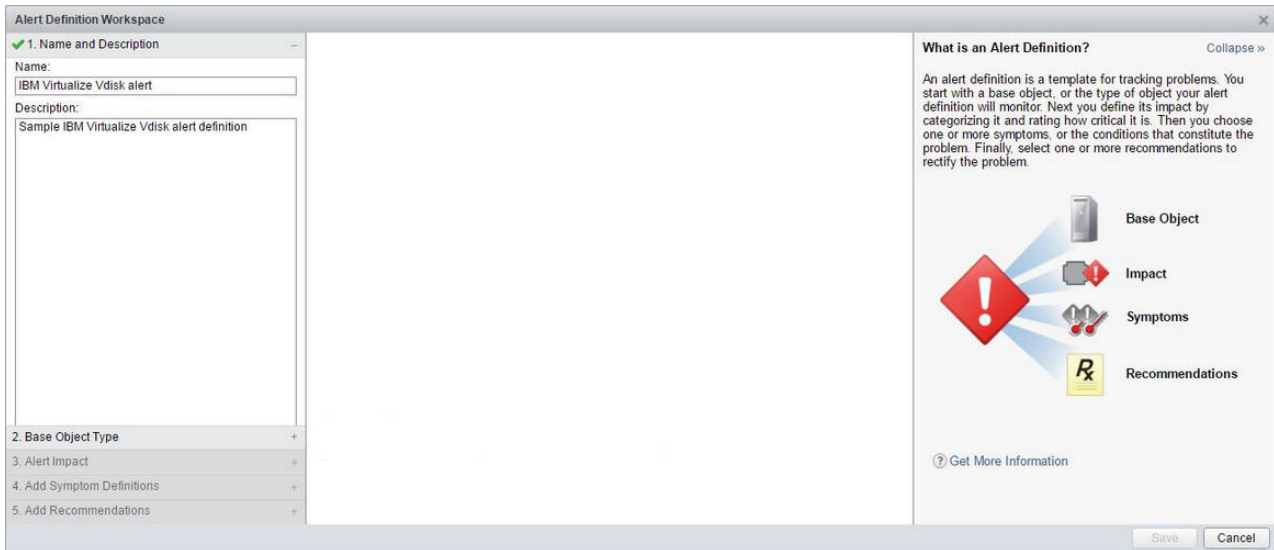 Alert Definition Workspace
1. Name and Description
Name:
IBM Virtualize Vdisk alert
Description:
Sample IBM Virtualize Vdisk alert definition
2. Base Object Type
3. Alert Impact
4. Add Symptom Definitions
5. Add Recommendations
What is an Alert Definition?
Collapse »
An alert definition is a template for tracking problems. You
start with a base object, or the type of object your alert
definition will monitor. Next you define its impact by
categorizing it and rating how critical it is. Then you choose
one or more symptoms, or the conditions that constitute the
problem. Finally, select one or more recommendations to
rectify the problem.
Base Object
Impact
Symptoms
Rx
Recommendations
? Get More Information
Save
Cancel